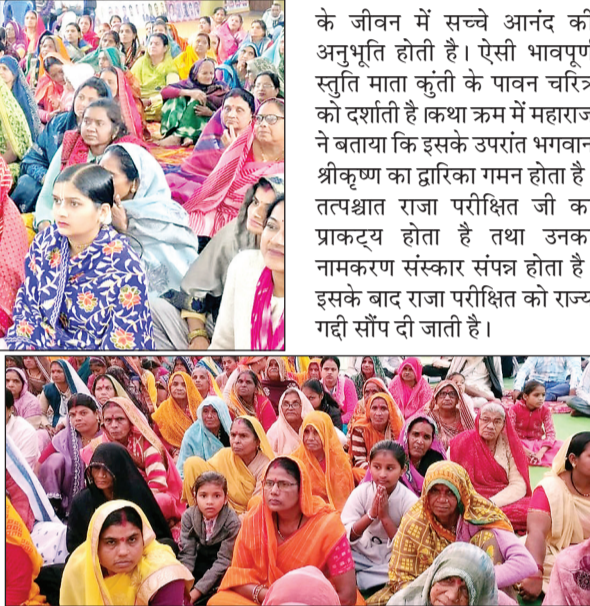 के जीवन में सच्चे आनंद की
अनुभूति होती है। ऐसी भावपूर्ण
स्तुति माता कुंती के पावन चरित्र
को दर्शाती है ।कथा क्रम में महाराज
ने बताया कि इसके उपरांत भगवान
श्रीकृष्ण का द्वारिका गमन होता है
तत्पश्चात राजा परीक्षित जी का
प्राकट्य होता है तथा उनका
नामकरण संस्कार संपन्न होता है
इसके बाद राजा परीक्षित को राज्य
गद्दी सौंप दी जाती है।